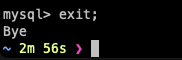 mysql> exit;
Bye
~ 2m 56s ❯